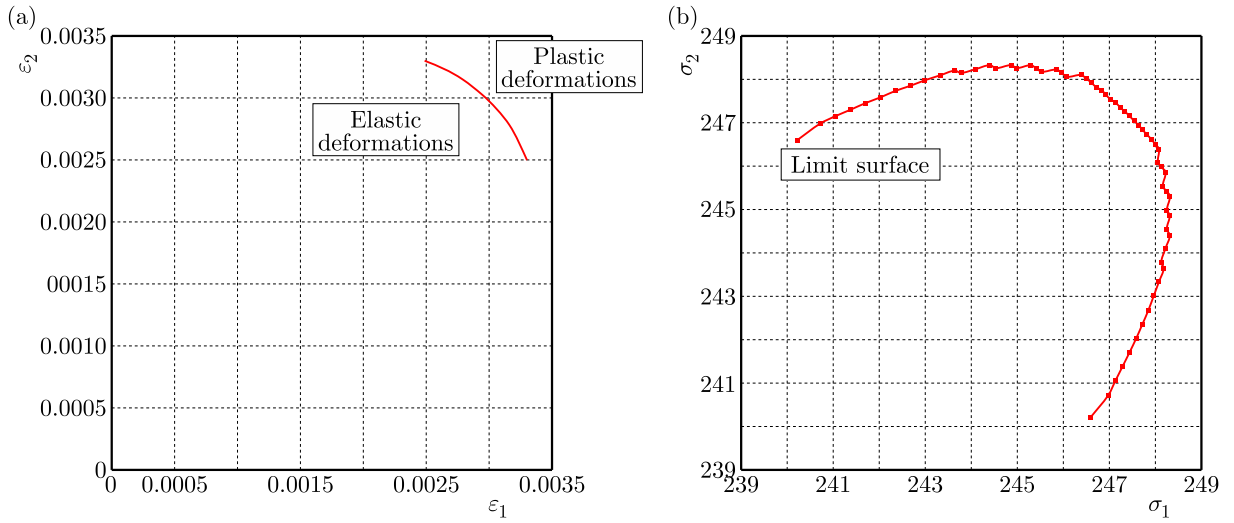 (a)
0.0035
ε2
0.0030
0.0025
0.0020
00015
0.0010
0.0005
0
Plastic
deformations
Elastic
deformations
0 0.0005 0.0015 0.0025 0.0035
ε1
(b)
249
σ2
247
245
243
241
239
Limit surface
239 241 243 245 247 249
σ1